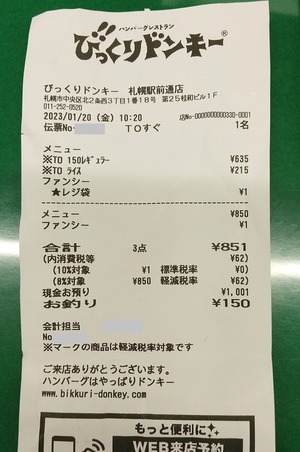 ハンバーグレストラン
びっくりドンキー®
びっくりドンキー 札幌駅前通店
札幌市中央区北2条西3丁目1番18号 第25桂和ビル1F
011-252-0520
2023/01/20 (金) 10:20 店No-0000000000330-0001
伝票No- TOすぐ 1名
メニュー
※TO 150レギュラー ¥635
※TO ライス ¥215
ファンシー
★レジ袋 ¥1
メニュー ¥850
ファンシー ¥1
合計 3点 ¥851
(内消費税等 ¥62)
(10%対象 ¥1 標準税率 ¥0)
(8%対象 ¥850 軽減税率 ¥62)
現金お預り ¥1,001
お釣り ¥150
会計担当
No
※マークの商品は軽減税率対象です
ご来店ありがとうございます。
ハンバーグはやっぱりドンキー
www.bikkuri-donkey.com
もっと便利に
WEB来店予約